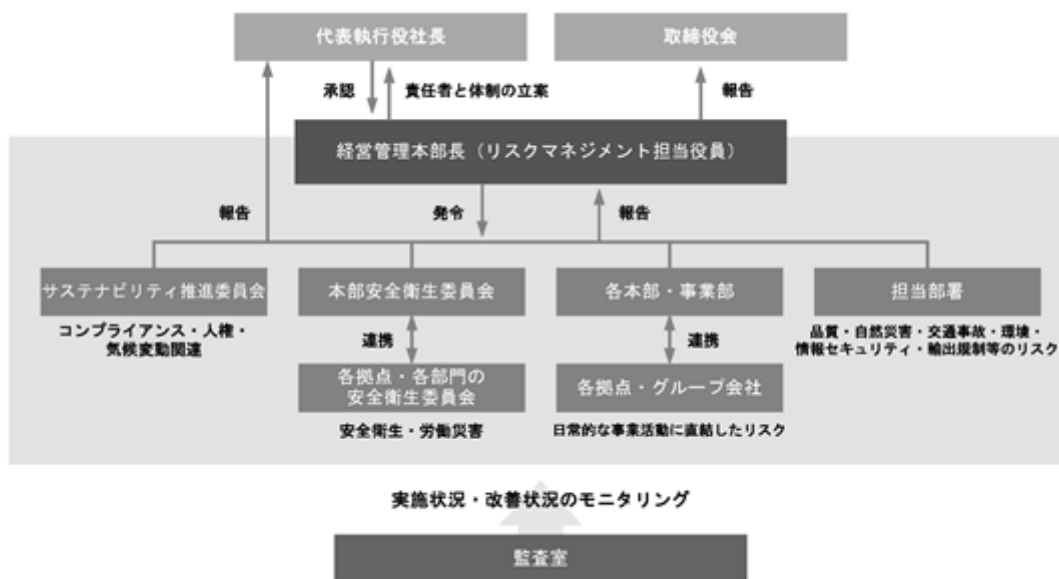 代表執行役社長
取締役会
承認
責任者と体制の立案
報告
経営管理本部長（リスクマネジメント担当役員）
報告
発令
報告
サステナビリティ推進委員会
本部安全衛生委員会
各本部・事業部
担当部署
コンプライアンス・人権・
気候変動関連
品質・自然災害・交通事故・環境・
情報セキュリティ・輸出規制等のリスク
連携
連携
各拠点・各部門の
安全衛生委員会
各拠点・グループ会社
安全衛生・労働災害
日常的な事業活動に直結したリスク
実施状況・改善状況のモニタリング
監査室